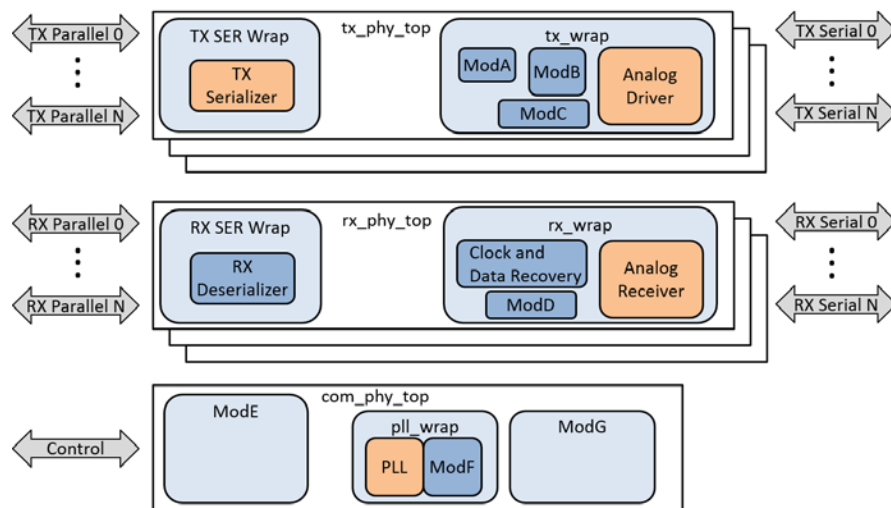 TX Parallel 0
TX Parallel N
TX SER Wrap
TX
Serializer
tx_phy_top
tx_wrap
ModA
ModB
ModC
Analog
Driver
TX Serial 0
TX Serial N
RX Parallel 0
RX Parallel N
RX SER Wrap
RX
Deserializer
rx_phy_top
rx_wrap
Clock and
Data Recovery
ModD
Analog
Receiver
RX Serial 0
RX Serial N
Control
com_phy_top
ModE
pll_wrap
PLL
ModF
ModG